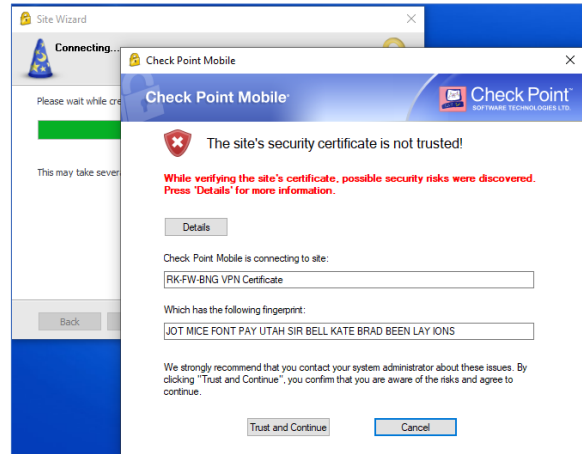 Site Wizard
Connecting...
Please wait while cre
This may take sever
Back
Check Point Mobile
Check Point Mobile
Check Point
SOFTWARE TECHNOLOGIES LTD.
The site's security certificate is not trusted!
While verifying the site's certificate, possible security risks were discovered.
Press 'Details' for more information.
Details
Check Point Mobile is connecting to site:
RK-FW-BNG VPN Certificate
Which has the following fingerprint:
JOT MICE FONT PAY UTAH SIR BELL KATE BRAD BEEN LAY IONS
We strongly recommend that you contact your system administrator about these issues. By
clicking "Trust and Continue", you confirm that you are aware of the risks and agree to
continue.
Trust and Continue
Cancel